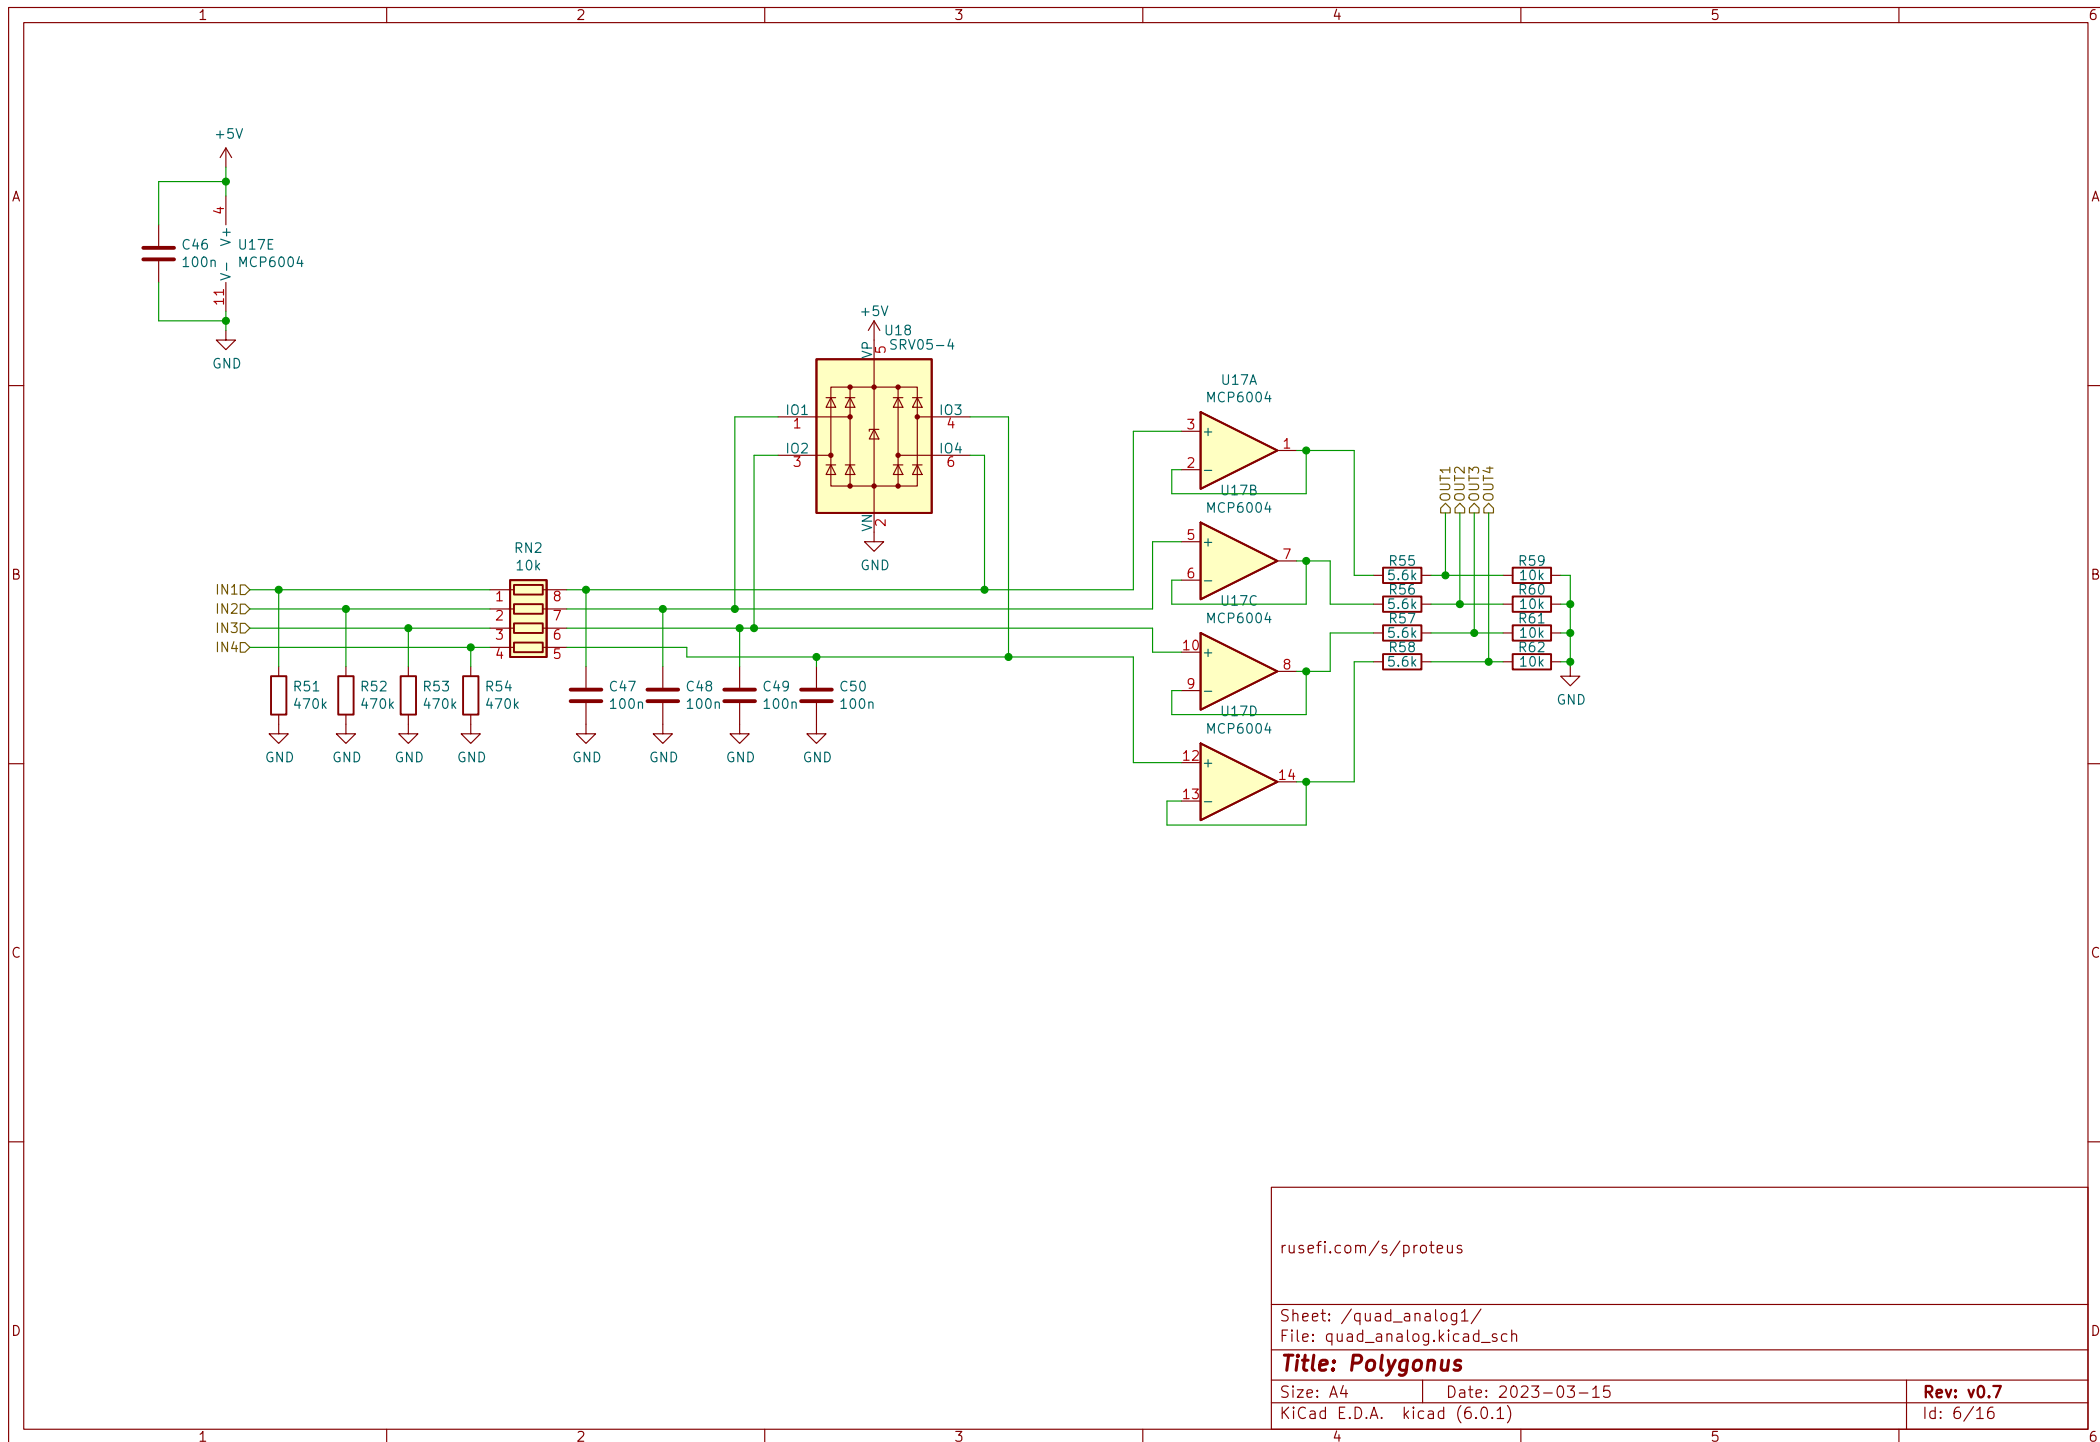 1 2 3 4 5 6
A A
B B
C C
D D
+5V
4
V+
C46
100n
U17E
MCP6004
V-
11
GND
+5V
U18
SRV05-4
VP
5
IO1
1
IO2
3
IO3
4
IO4
6
VN
2
GND
IN1
IN2
IN3
IN4
RN2
10k
1 8
2 7
3 6
4 5
R51
470k
GND
R52
470k
GND
R53
470k
GND
R54
470k
GND
C47
100n
GND
C48
100n
GND
C49
100n
GND
C50
100n
GND
U17A
MCP6004
3
+
2
-
1
U17B
MCP6004
5
+
6
-
7
U17C
MCP6004
10
+
9
-
8
U17D
MCP6004
12
+
13
-
14
OUT1
OUT2
OUT3
OUT4
R55
5.6k
R56
5.6k
R57
5.6k
R58
5.6k
R59
10k
R60
10k
R61
10k
R62
10k
GND
rusefi.com/s/proteus
Sheet: /quad_analog1/
File: quad_analog.kicad_sch
Title: Polygonus
Size: A4 Date: 2023-03-15 Rev: v0.7
KiCad E.D.A. kicad (6.0.1) Id: 6/16
1 2 3 4 5 6